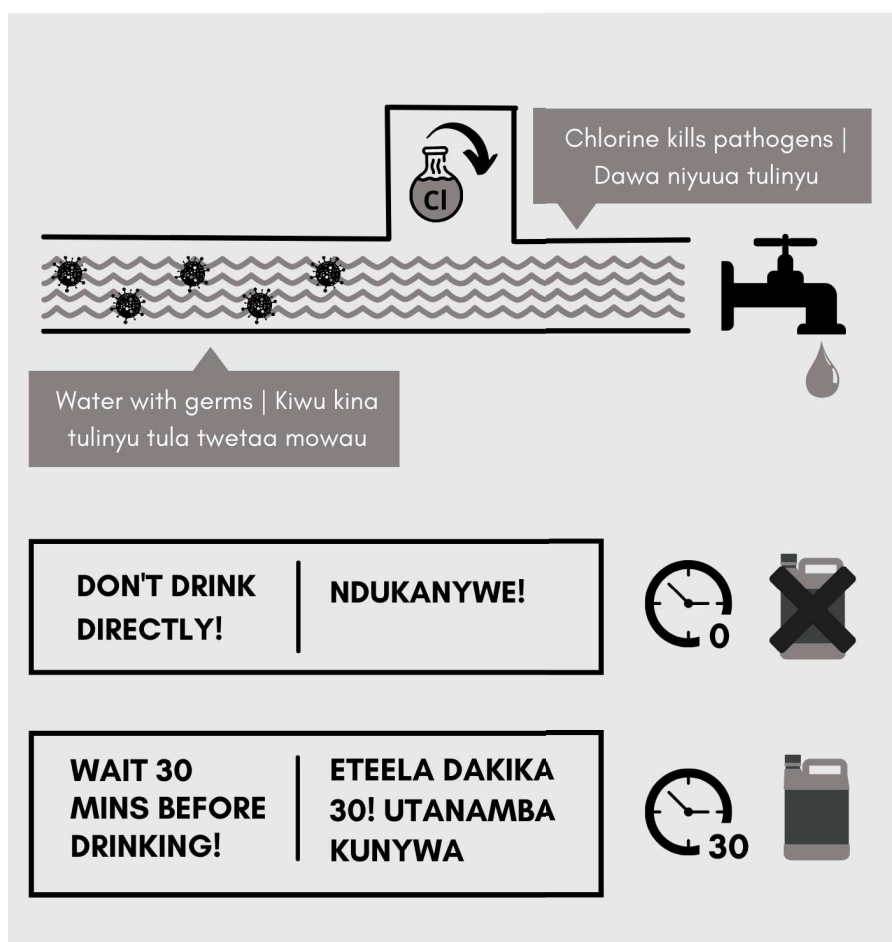 Chlorine kills pathogens |
Dawa niyuua tulinyu
Cl
Water with germs | Kiwu kina
tulinyu tula twetaa mowau
DON'T DRINK
DIRECTLY!
NDUKANYWE!
0
WAIT 30
MINS BEFORE
DRINKING!
ETEELA DAKIKA
30! UTANAMBA
KUNYWA
30